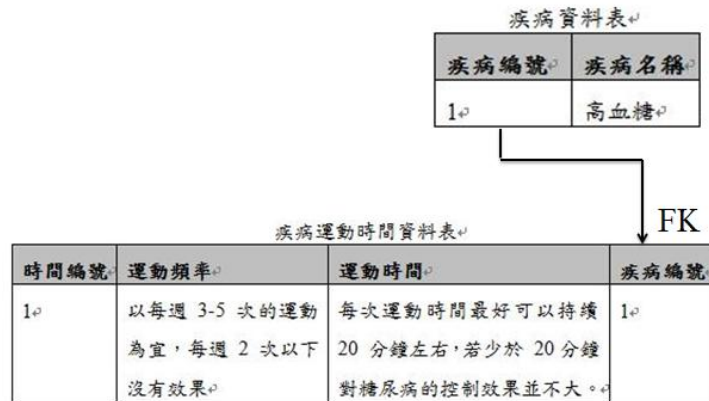 疾病資料表
疾病編號 疾病名稱
1 高血糖
FK
疾病運動時間資料表
時間編號 運動頻率 運動時間 疾病編號
1 以每週 3-5 次的運動 每次運動時間最好可以持續 1
為宜，每週 2 次以下 20 分鐘左右，若少於 20 分鐘
沒有效果 對糖尿病的控制效果並不大。